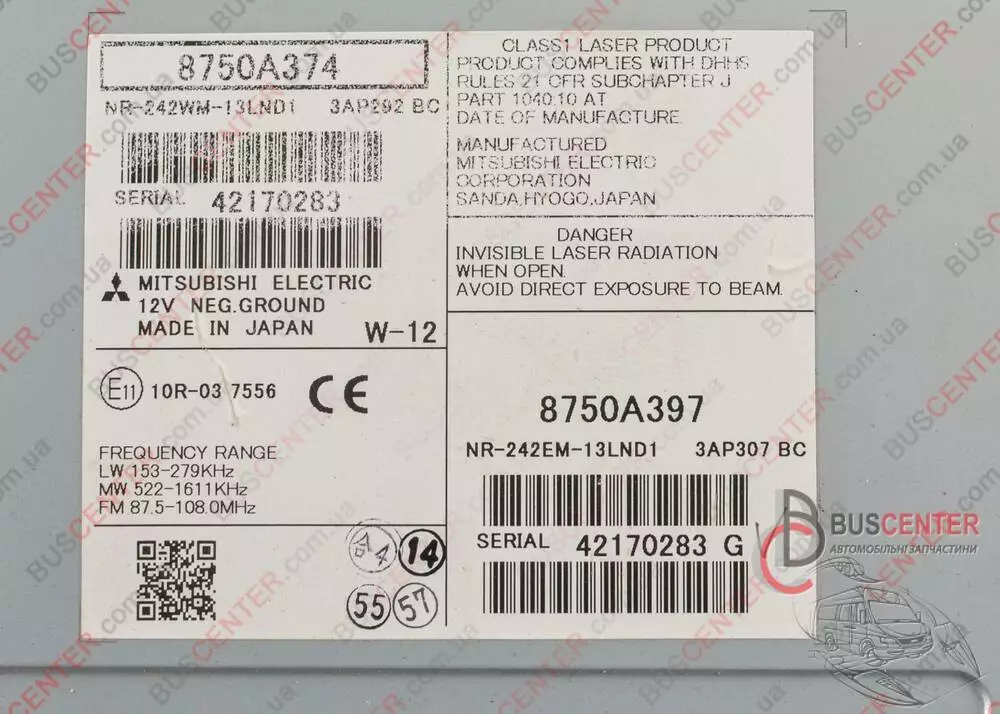 8750A374
NR-242WM-13LND1 3AP292 BC
SERIAL 42170283
MITSUBISHI ELECTRIC
12V NEG.GROUND
MADE IN JAPAN W-12
E11 10R-03 7556 CE
FREQUENCY RANGE
LW 153-279KHz
MW 522-1611KHz
FM 87.5-108.0MHz
14
55 57
CLASS1 LASER PRODUCT
PRODUCT COMPLIES WITH DHHS
RULES 21 CFR SUBCHAPTER J
PART 1040.10 AT
DATE OF MANUFACTURE.
MANUFACTURED
MITSUBISHI ELECTRIC
CORPORATION
SANDA,HYOGO,JAPAN
DANGER
INVISIBLE LASER RADIATION
WHEN OPEN.
AVOID DIRECT EXPOSURE TO BEAM.
8750A397
NR-242EM-13LND1 3AP307 BC
SERIAL 42170283 G
BUSCENTER
АВТОМОБІЛЬНІ ЗАПЧАСТИНИ
BUSCENTER.com.ua